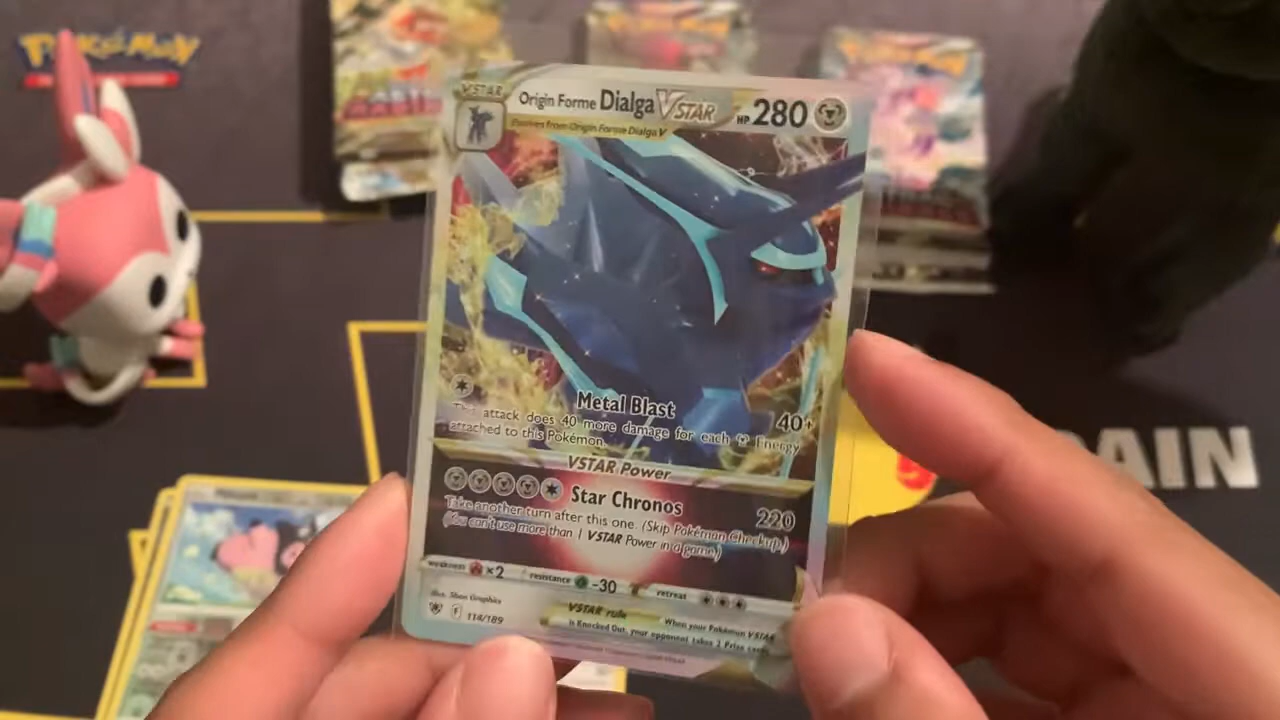 POKÉMON
VSTAR
Origin Forme Dialga VSTAR HP 280
Evolves from Origin Forme Dialga V
Metal Blast 40+
This attack does 40 more damage for each Energy
attached to this Pokémon.
VSTAR Power
Star Chronos 220
Take another turn after this one. (Skip Pokémon Checkup.)
(You can't use more than 1 VSTAR Power in a game.)
weakness ×2 resistance -30 retreat
Illus. 5ban Graphics
VSTAR rule When your Pokémon VSTAR
is Knocked Out, your opponent takes 2 Prize cards
F 114/189
AIN